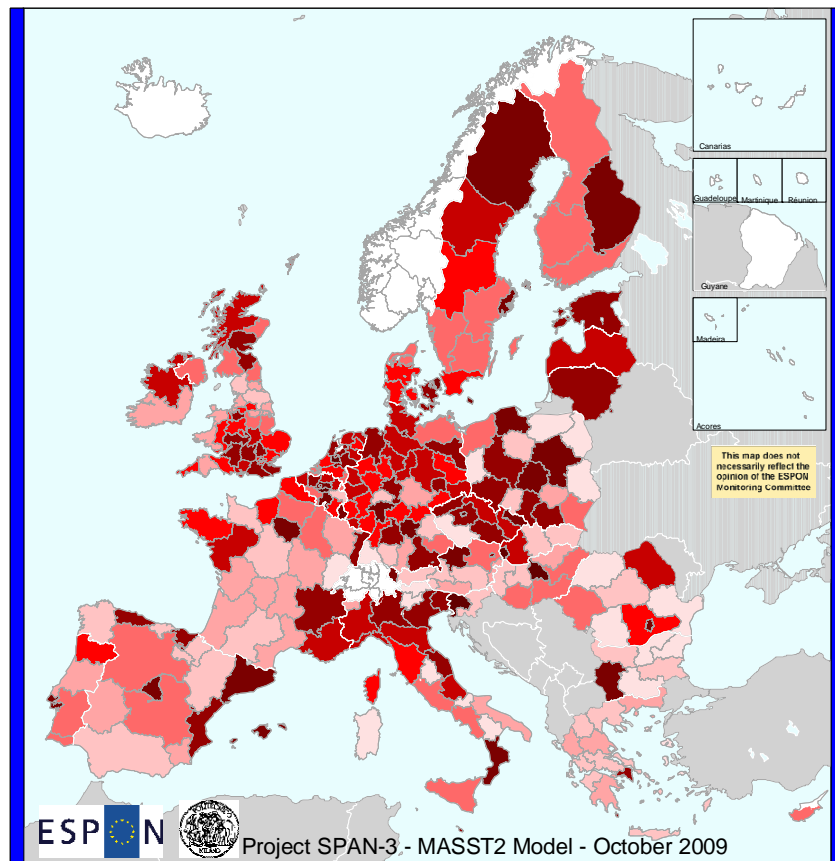 Canarias
Guadeloupe
Martinique
Réunion
Guyane
Madeira
Acores
This map does not
necessarily reflect the
opinion of the ESPON
Monitoring Committee
ESPON
Project SPAN-3 - MASST2 Model - October 2009